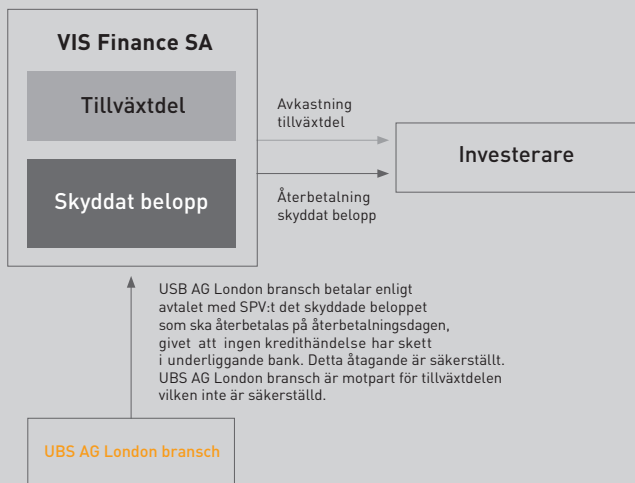 VIS Finance SA
Tillväxtdel
Skyddat belopp
Avkastning
tillväxtdel
Återbetalning
skyddat belopp
Investerare
USB AG London bransch betalar enligt
avtalet med SPV:t det skyddade beloppet
som ska återbetalas på återbetalningsdagen,
givet att ingen kredithändelse har skett
i underliggande bank. Detta åtagande är säkerställt.
UBS AG London bransch är motpart för tillväxtdelen
vilken inte är säkerställd.
UBS AG London bransch